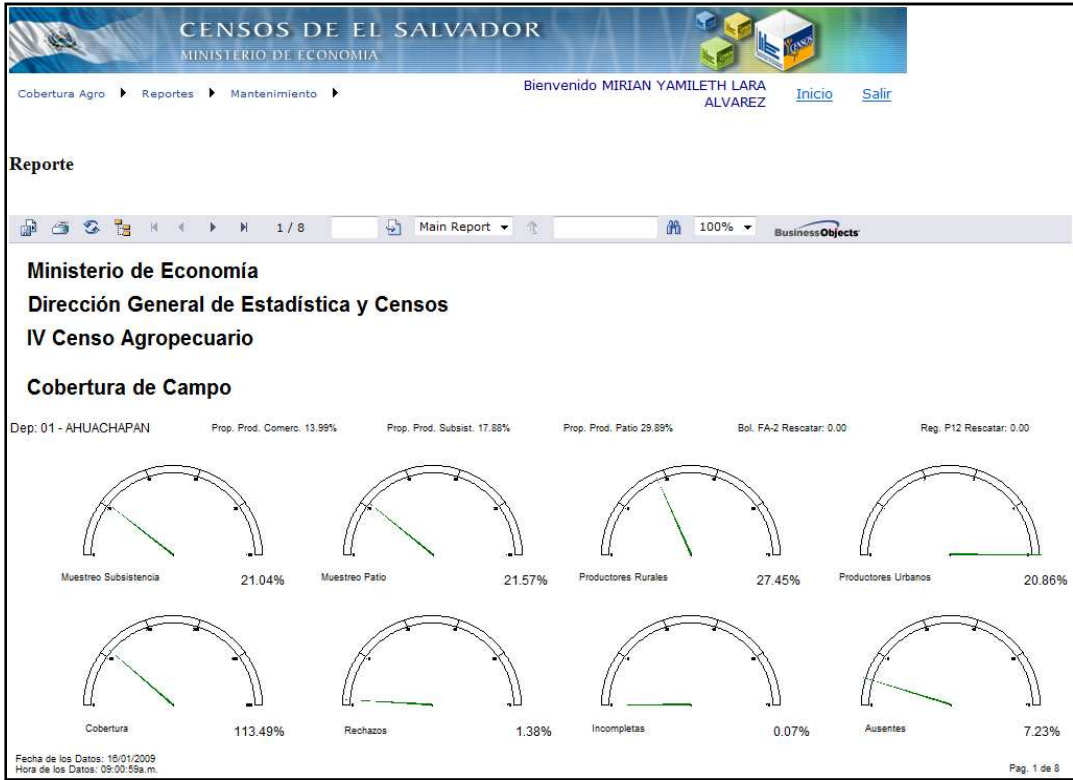 CENSOS DE EL SALVADOR
MINISTERIO DE ECONOMIA
CENSOS
Cobertura Agro
Reportes
Mantenimiento
Bienvenido MIRIAN YAMILETH LARA
ALVAREZ
Inicio
Salir
Reporte
1 / 8
Main Report
100%
BusinessObjects
Ministerio de Economía
Dirección General de Estadística y Censos
IV Censo Agropecuario
Cobertura de Campo
Dep: 01 - AHUACHAPAN
Prop. Prod. Comerc. 13.99%
Prop. Prod. Subsist. 17.88%
Prop. Prod. Patio 29.89%
Bol. FA-2 Rescatar: 0.00
Reg. P12 Rescatar: 0.00
Muestreo Subsistencia
21.04%
Muestreo Patio
21.57%
Productores Rurales
27.45%
Productores Urbanos
20.86%
Cobertura
113.49%
Rechazos
1.38%
Incompletas
0.07%
Ausentes
7.23%
Fecha de los Datos: 16/01/2009
Hora de los Datos: 09:00:59a.m.
Pag. 1 de 8